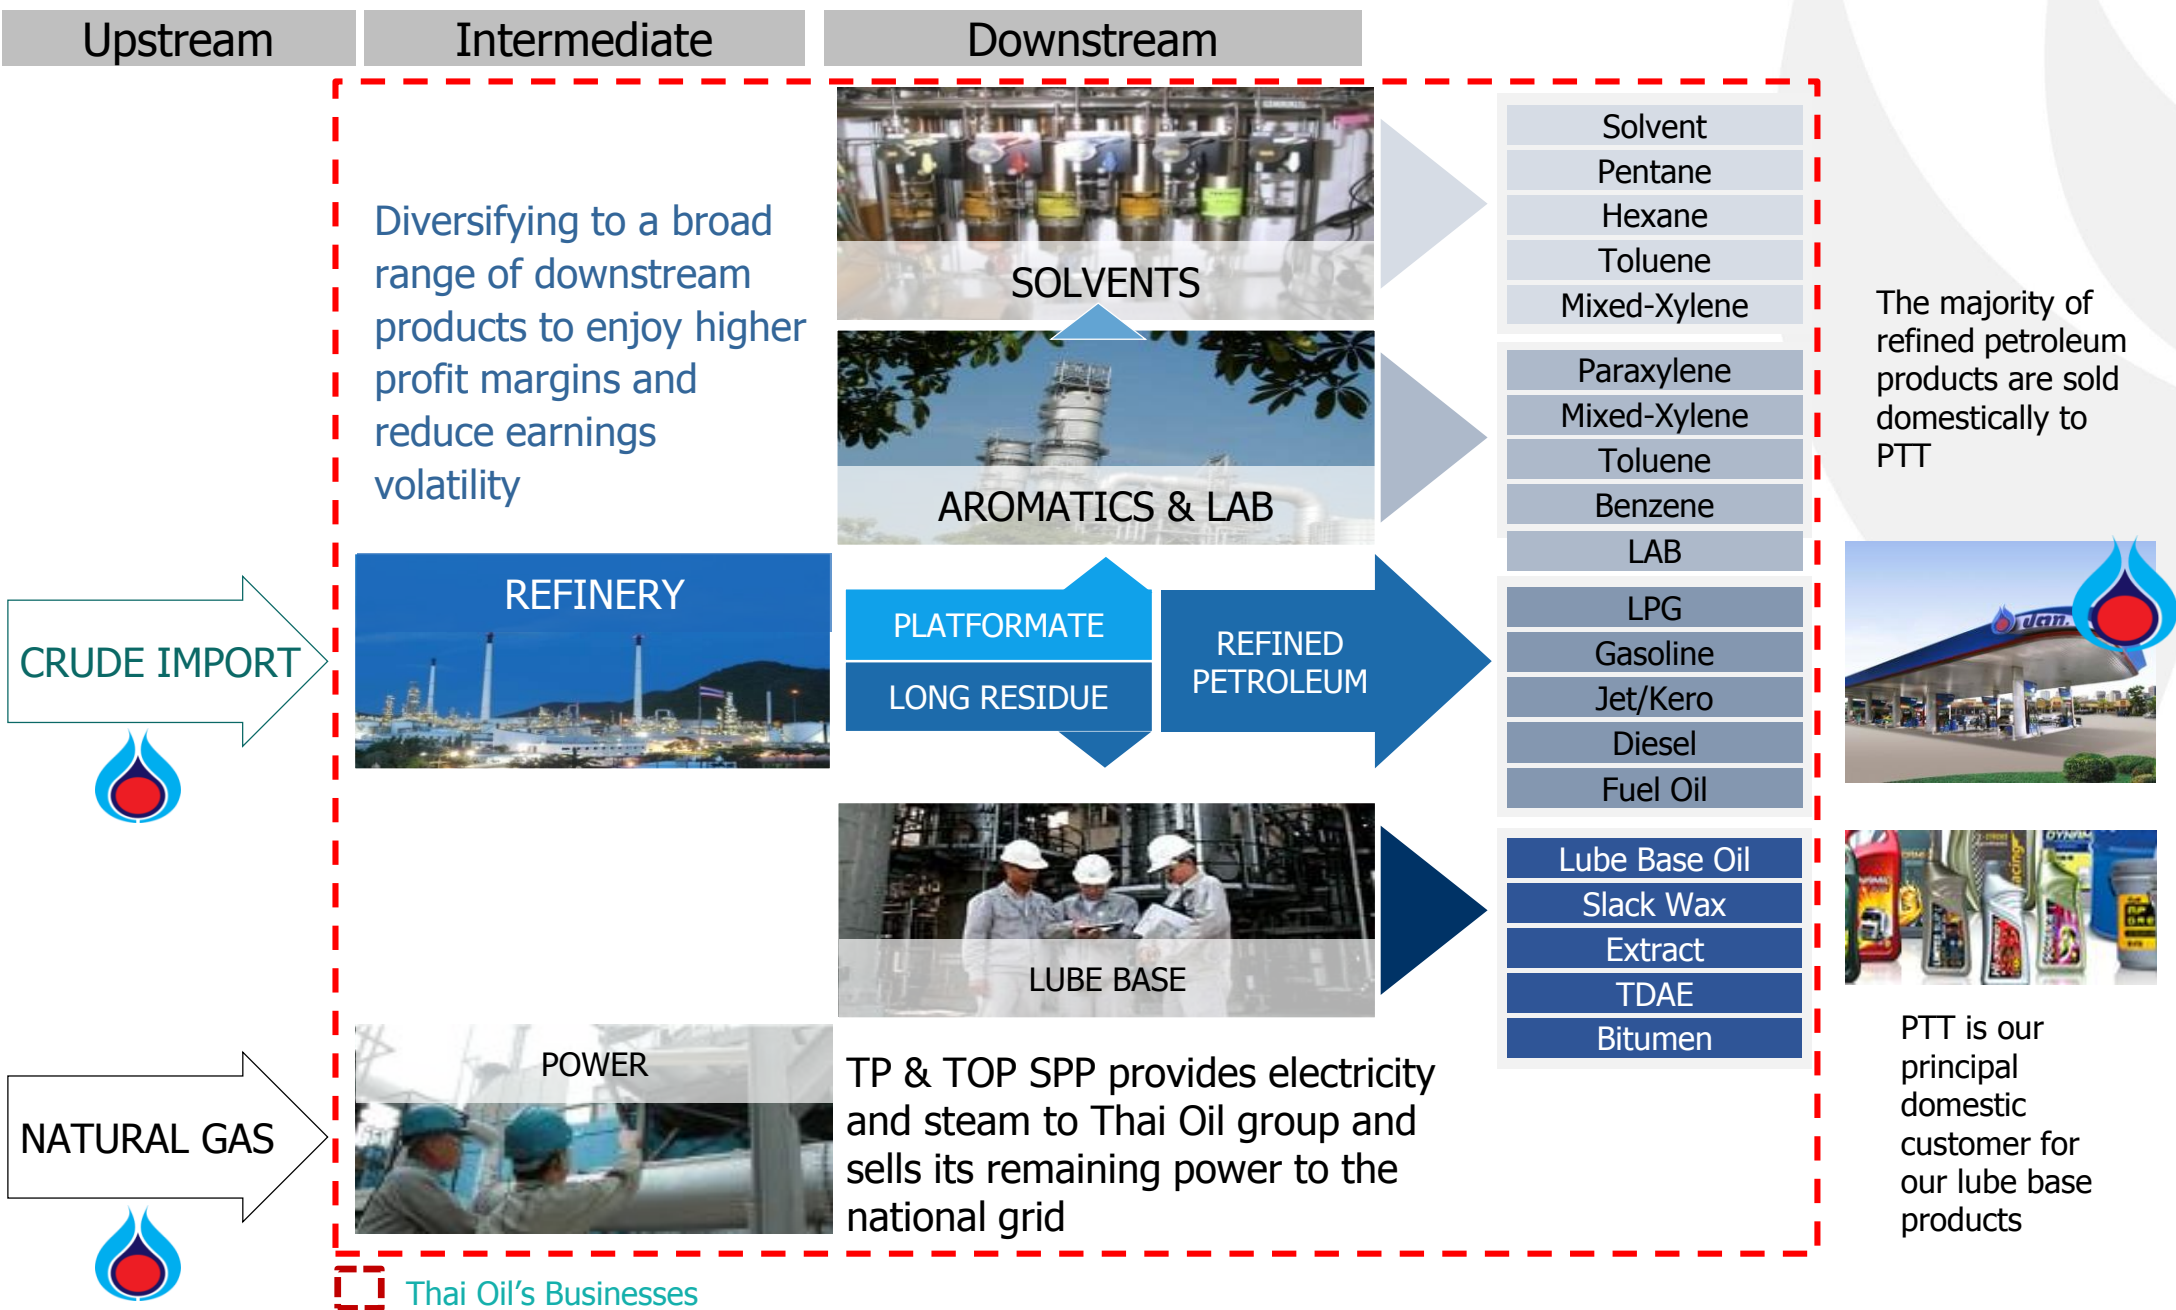 Upstream
Intermediate
Downstream
Diversifying to a broad
range of downstream
products to enjoy higher
profit margins and
reduce earnings
volatility
SOLVENTS
AROMATICS & LAB
CRUDE IMPORT
REFINERY
PLATFORMATE
LONG RESIDUE
REFINED
PETROLEUM
LUBE BASE
NATURAL GAS
POWER
TP & TOP SPP provides electricity
and steam to Thai Oil group and
sells its remaining power to the
national grid
Solvent
Pentane
Hexane
Toluene
Mixed-Xylene
Paraxylene
Mixed-Xylene
Toluene
Benzene
LAB
LPG
Gasoline
Jet/Kero
Diesel
Fuel Oil
Lube Base Oil
Slack Wax
Extract
TDAE
Bitumen
The majority of
refined petroleum
products are sold
domestically to
PTT
ปตท.
PTT is our
principal
domestic
customer for
our lube base
products
Thai Oil’s Businesses